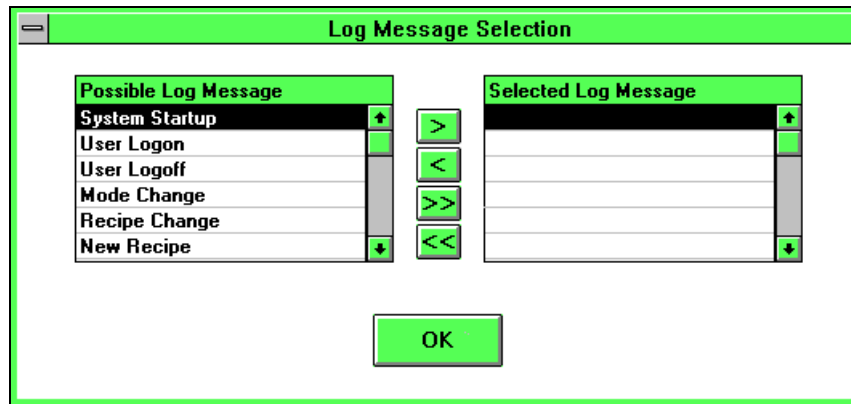 Log Message Selection
Possible Log Message
Selected Log Message
System Startup
User Logon
User Logoff
Mode Change
Recipe Change
New Recipe
>
<
>>
<<
OK